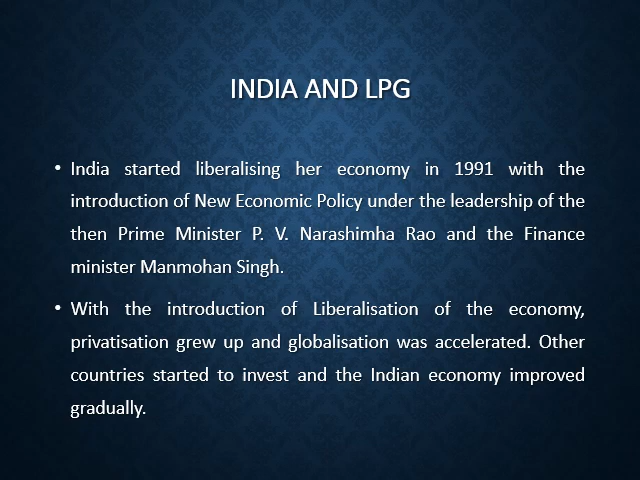 INDIA AND LPG
• India started liberalising her economy in 1991 with the
introduction of New Economic Policy under the leadership of the
then Prime Minister P. V. Narashimha Rao and the Finance
minister Manmohan Singh.
• With the introduction of Liberalisation of the economy,
privatisation grew up and globalisation was accelerated. Other
countries started to invest and the Indian economy improved
gradually.